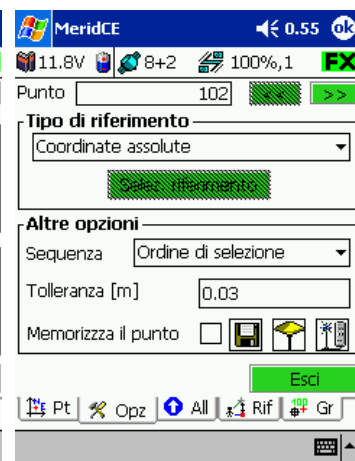 MeridCE 0.55 ok
11.8V 8+2 100%,1 FX
Punto 102 << >>
Tipo di riferimento
Coordinate assolute
Selez. riferimento
Altre opzioni
Sequenza Ordine di selezione
Tolleranza [m] 0.03
Memorizzza il punto
Esci
Pt Opz All Rif Gr